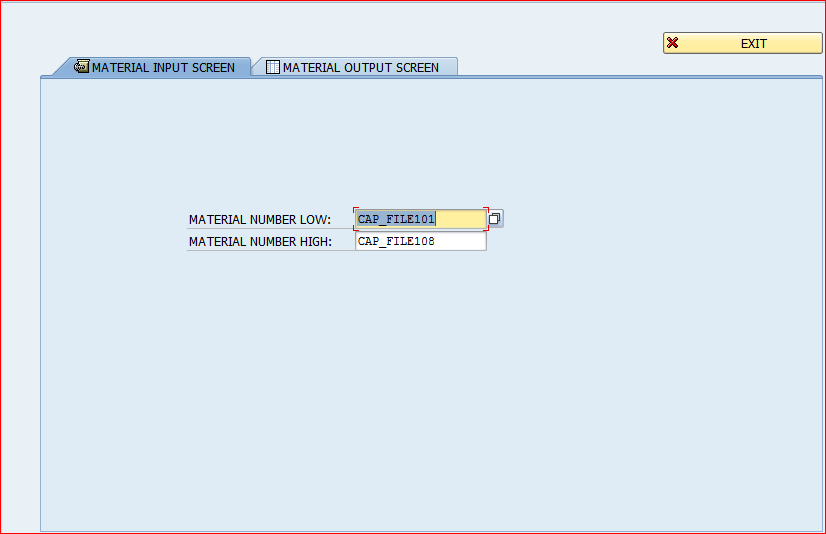 EXIT
MATERIAL INPUT SCREEN MATERIAL OUTPUT SCREEN
MATERIAL NUMBER LOW: CAP_FILE101
MATERIAL NUMBER HIGH: CAP_FILE108